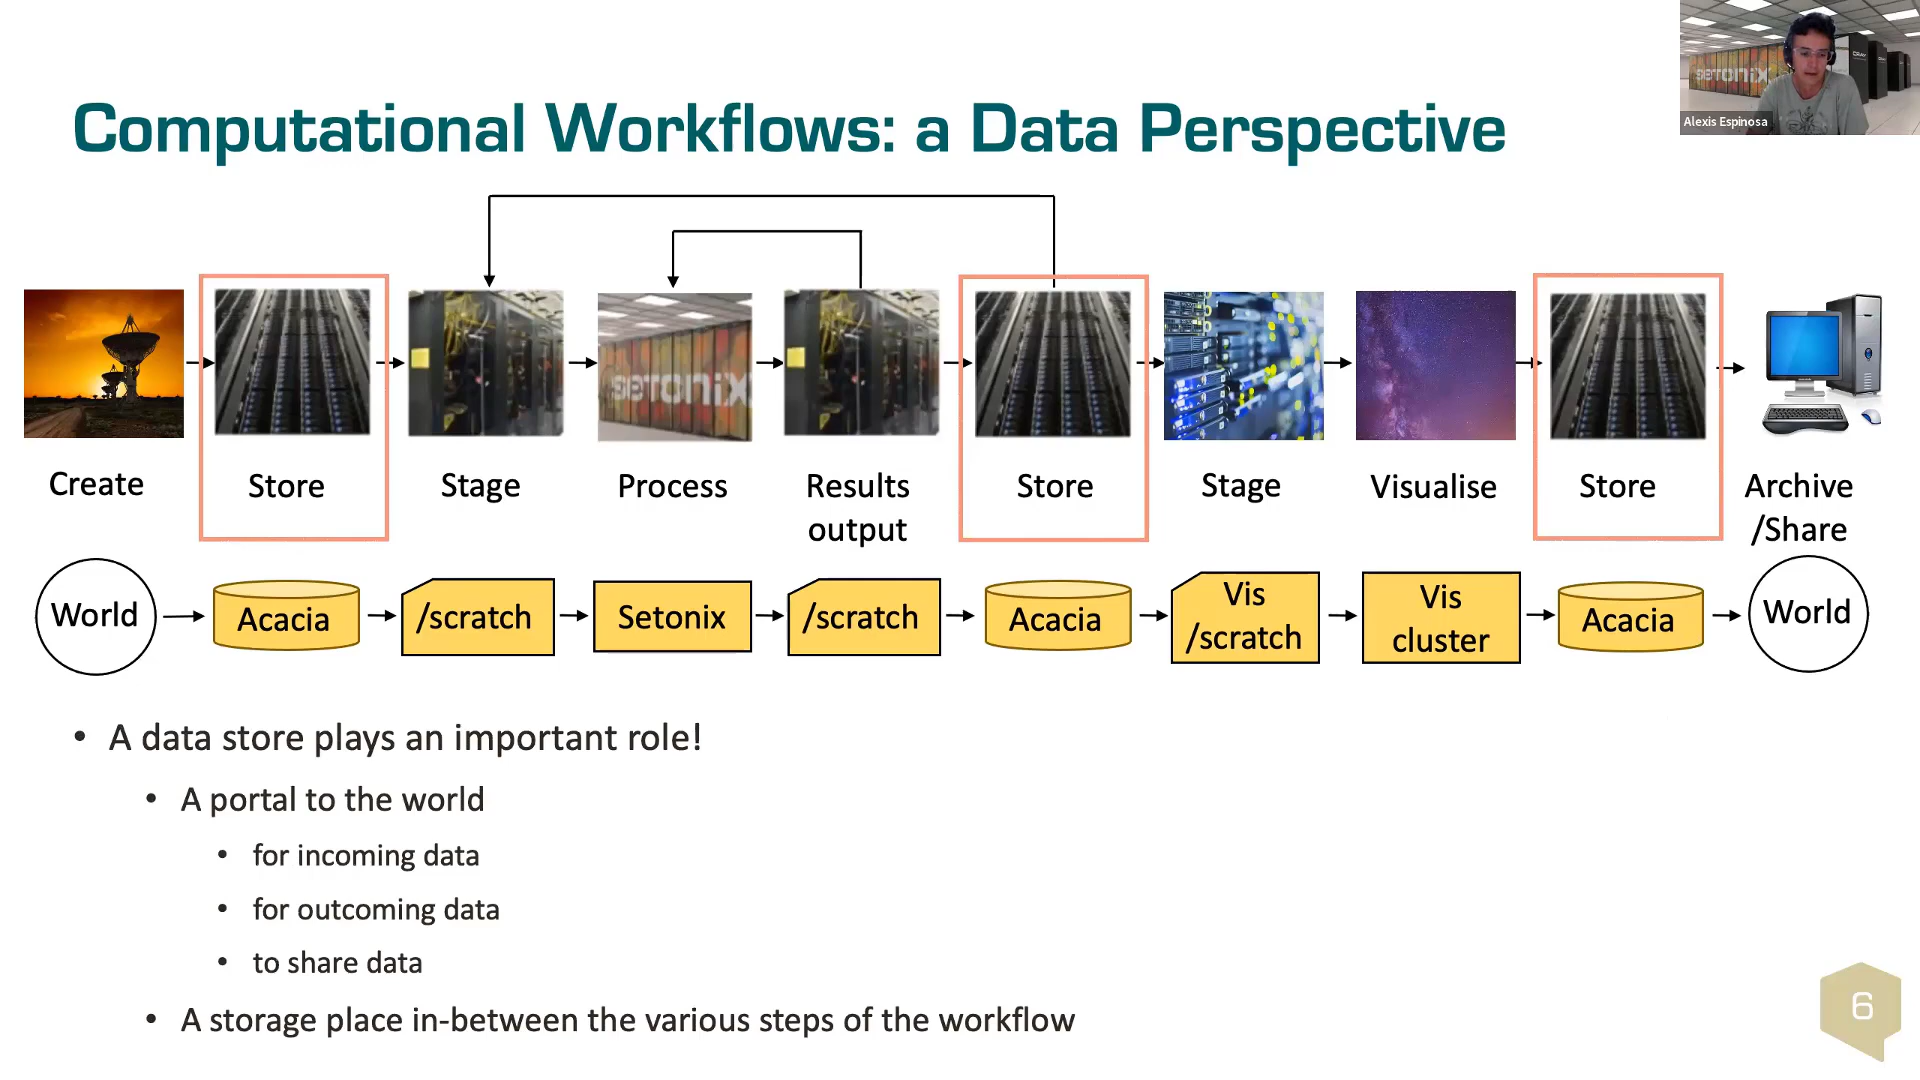 Computational Workflows: a Data Perspective
setonix
Alexis Espinosa
setonix
Create
Store
Stage
Process
Results
output
Store
Stage
Visualise
Store
Archive
/Share
World
Acacia
/scratch
Setonix
/scratch
Acacia
Vis
/scratch
Vis
cluster
Acacia
World
• A data store plays an important role!
• A portal to the world
• for incoming data
• for outcoming data
• to share data
• A storage place in-between the various steps of the workflow
6